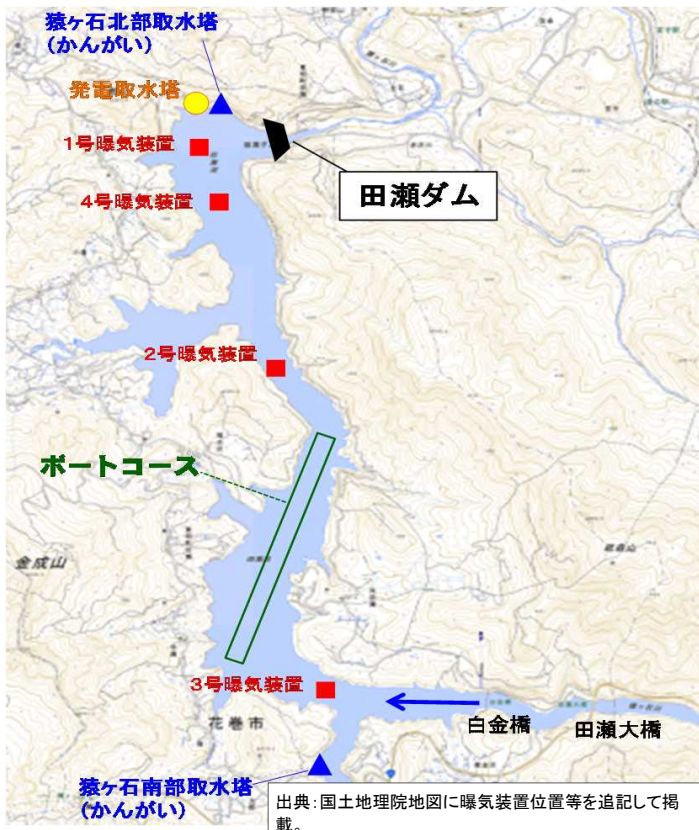 猿ヶ石北部取水塔
(かんがい)
発電取水塔
1号曝気装置
田瀬ダム
4号曝気装置
2号曝気装置
ボートコース
金成山
3号曝気装置
花巻市
白金橋
田瀬大橋
猿ヶ石南部取水塔
(かんがい)
出典:国土地理院地図に曝気装置位置等を追記して掲
載。